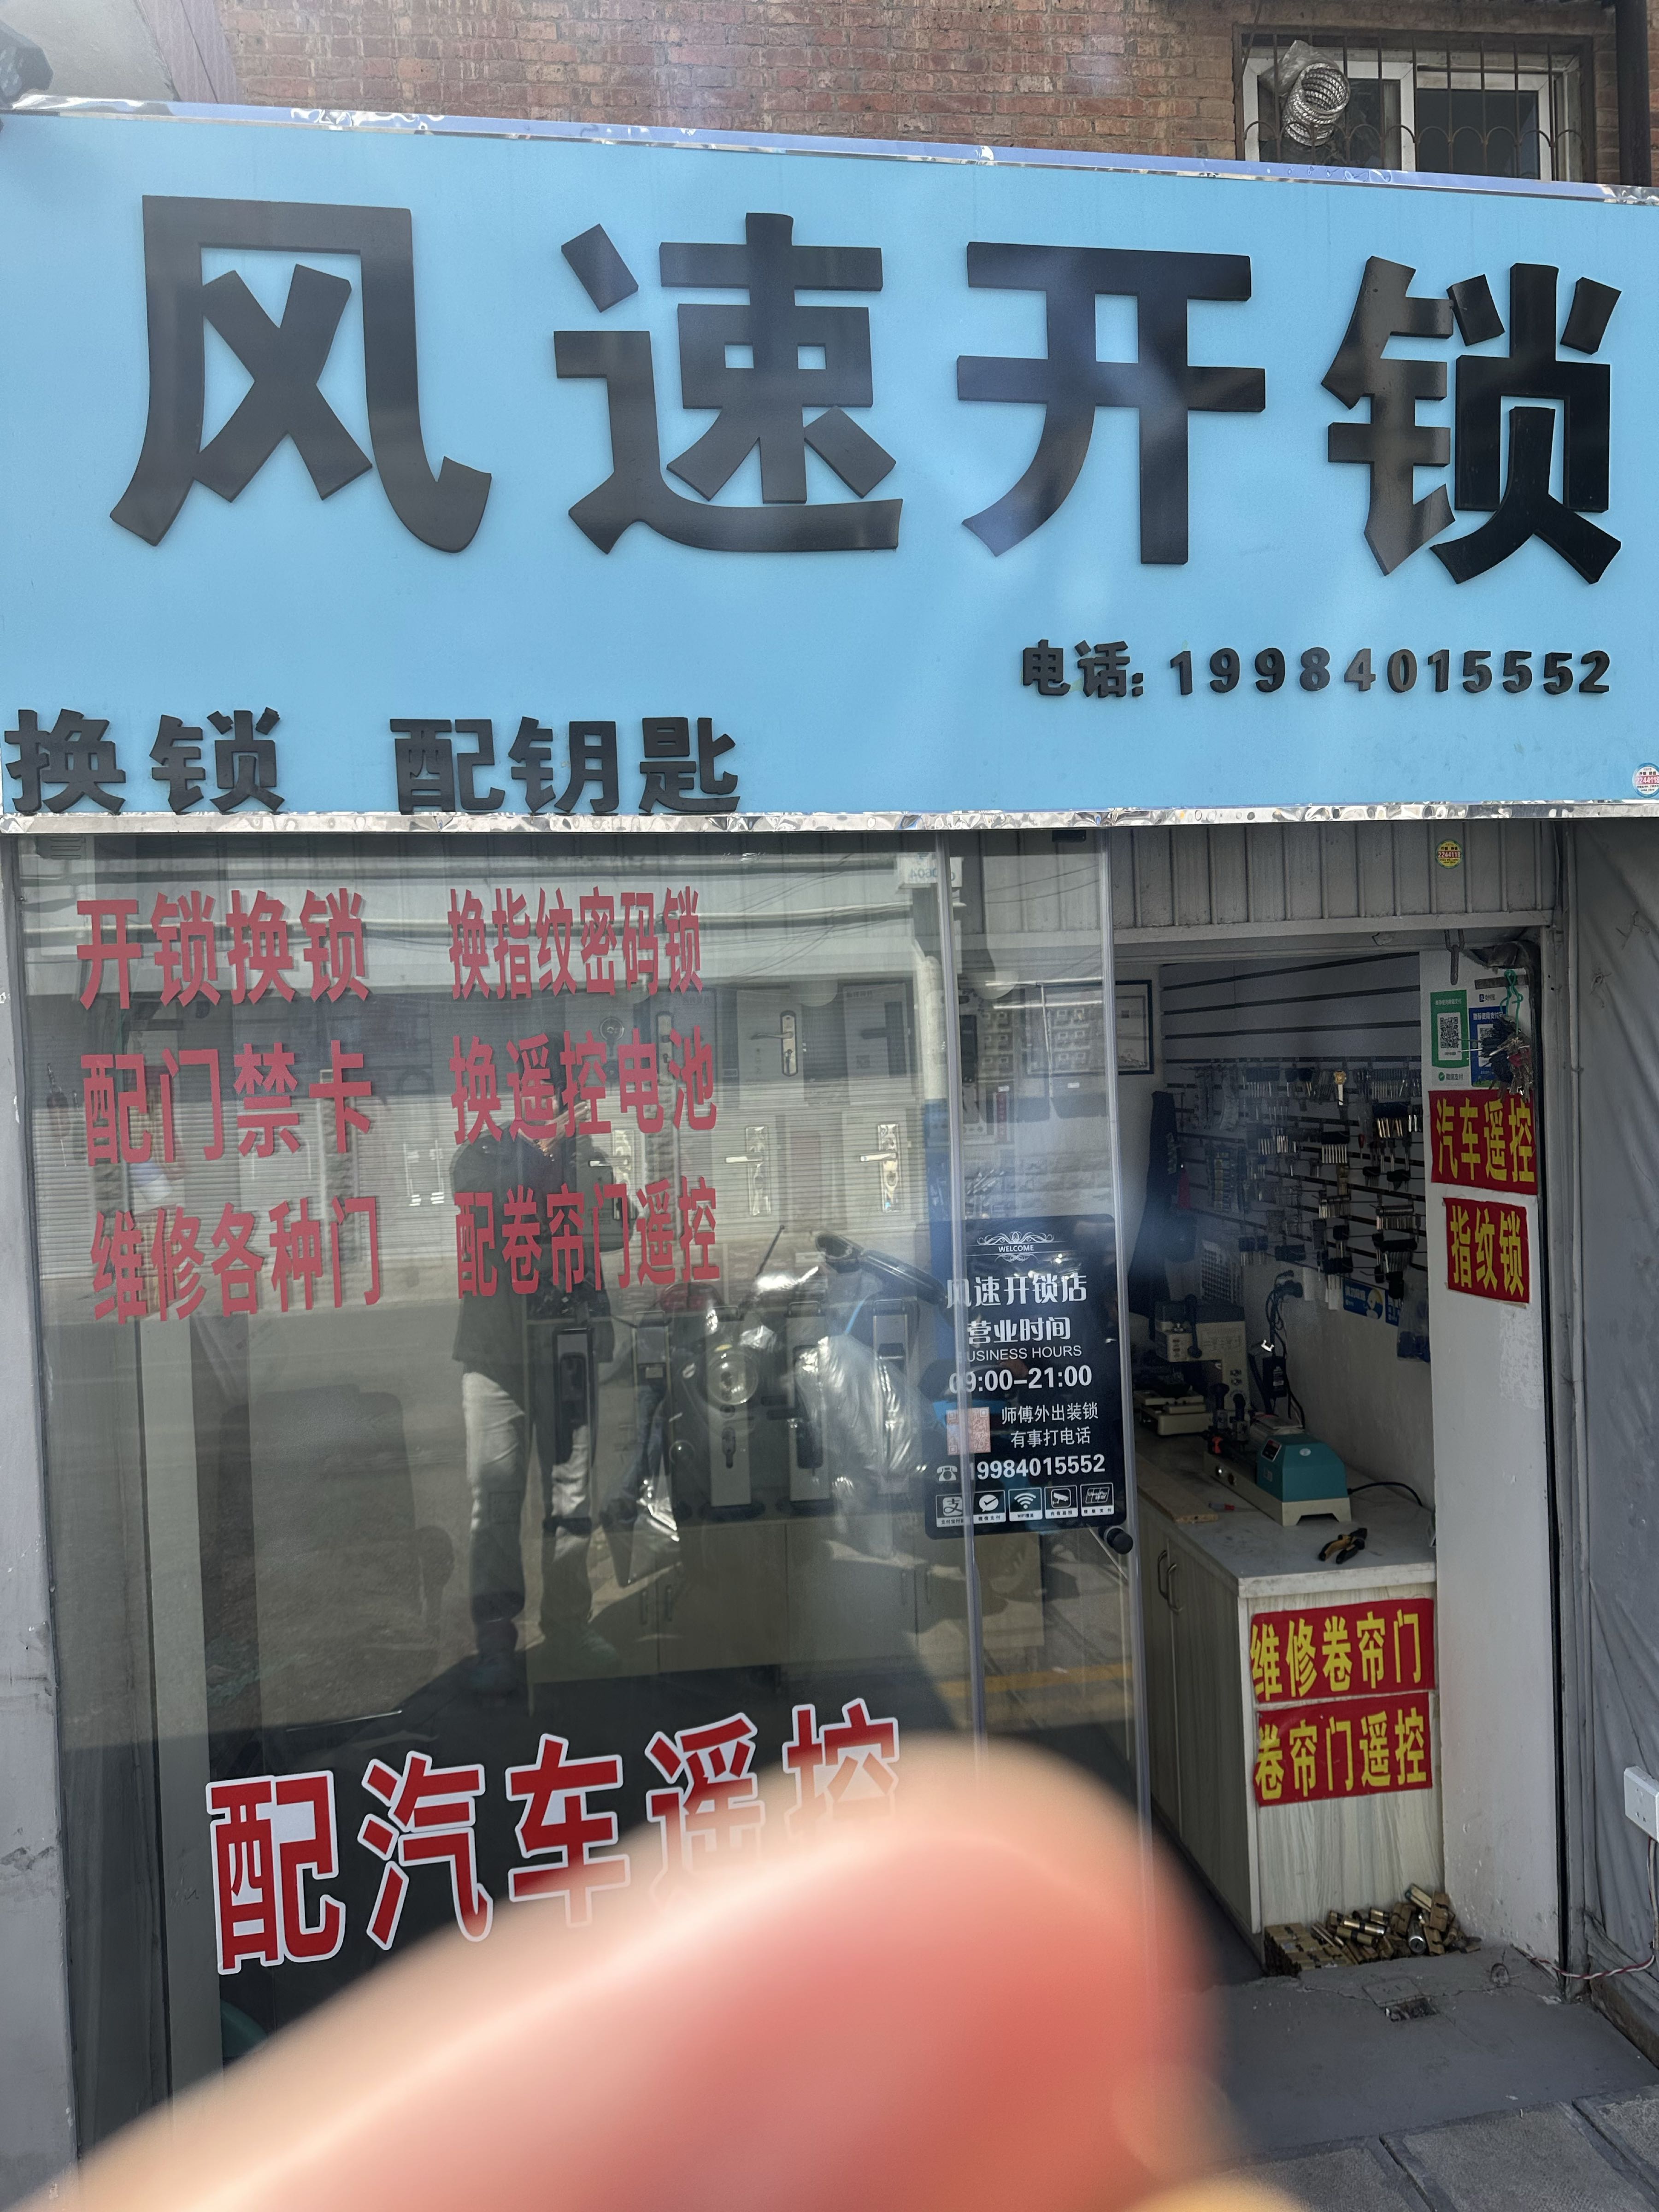 风速开锁
电话：19984015552
换锁 配钥匙
开锁换锁 换指纹密码锁
配门禁卡 换遥控电池
维修各种门 配卷帘门遥控
WELCOME
风速开锁店
营业时间
USINESS HOURS
09:00-21:00
师傅外出装锁
有事打电话
19984015552
汽车遥控
指纹锁
维修卷帘门
卷帘门遥控
配汽车遥控